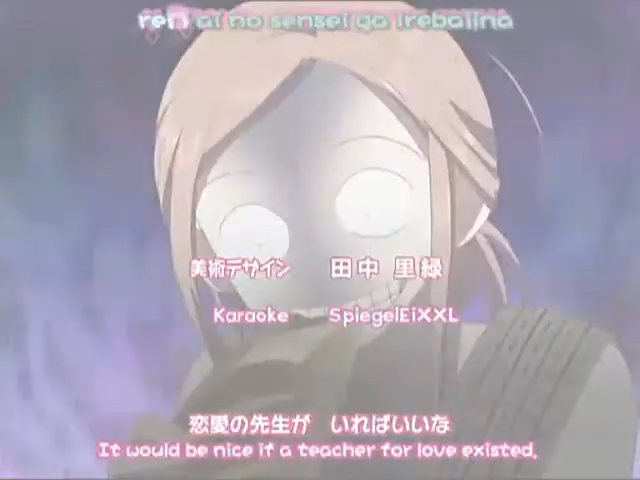 ren ai no sensei ga ireba iina
美術デザイン 田中 里緑
Karaoke SpiegelEiXXL
恋愛の先生が いればいいな
It would be nice if a teacher for love existed,